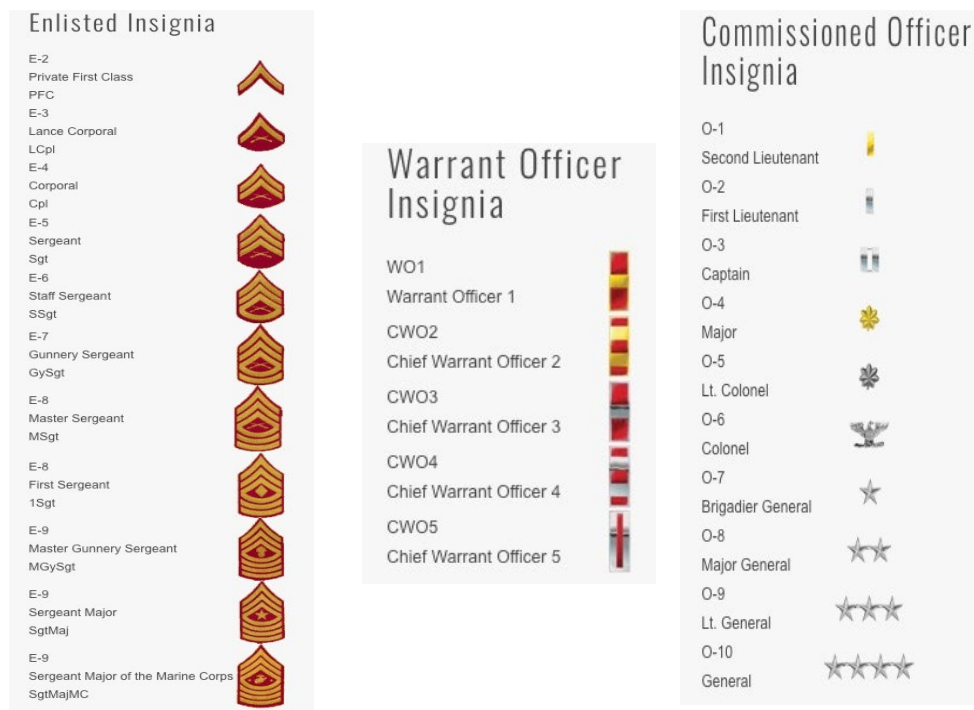 Enlisted Insignia
E-2
Private First Class
PFC
E-3
Lance Corporal
LCpl
E-4
Corporal
Cpl
E-5
Sergeant
Sgt
E-6
Staff Sergeant
SSgt
E-7
Gunnery Sergeant
GySgt
E-8
Master Sergeant
MSgt
E-8
First Sergeant
1Sgt
E-9
Master Gunnery Sergeant
MGySgt
E-9
Sergeant Major
SgtMaj
E-9
Sergeant Major of the Marine Corps
SgtMajMC
Warrant Officer
Insignia
WO1
Warrant Officer 1
CWO2
Chief Warrant Officer 2
CWO3
Chief Warrant Officer 3
CWO4
Chief Warrant Officer 4
CWO5
Chief Warrant Officer 5
Commissioned Officer
Insignia
O-1
Second Lieutenant
O-2
First Lieutenant
O-3
Captain
O-4
Major
O-5
Lt. Colonel
O-6
Colonel
O-7
Brigadier General
O-8
Major General
O-9
Lt. General
O-10
General